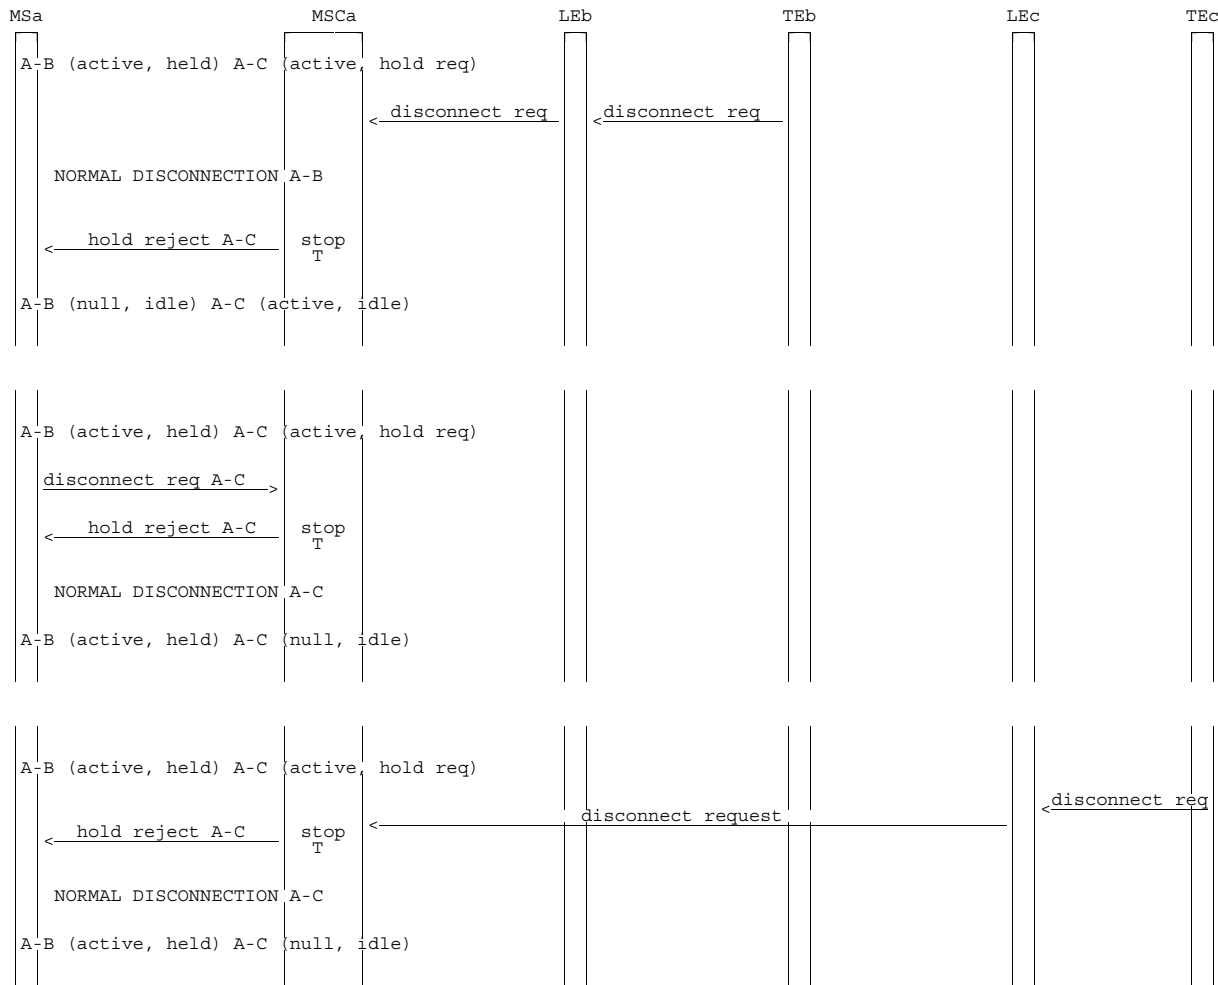 MSa MSCa LEb TEb LEc TEc
A-B (active, held) A-C (active, hold req)
disconnect req disconnect req
NORMAL DISCONNECTION A-B
hold reject A-C stop
T
A-B (null, idle) A-C (active, idle)
A-B (active, held) A-C (active, hold req)
disconnect req A-C
hold reject A-C stop
T
NORMAL DISCONNECTION A-C
A-B (active, held) A-C (null, idle)
A-B (active, held) A-C (active, hold req)
disconnect req
disconnect request
hold reject A-C stop
T
NORMAL DISCONNECTION A-C
A-B (active, held) A-C (null, idle)